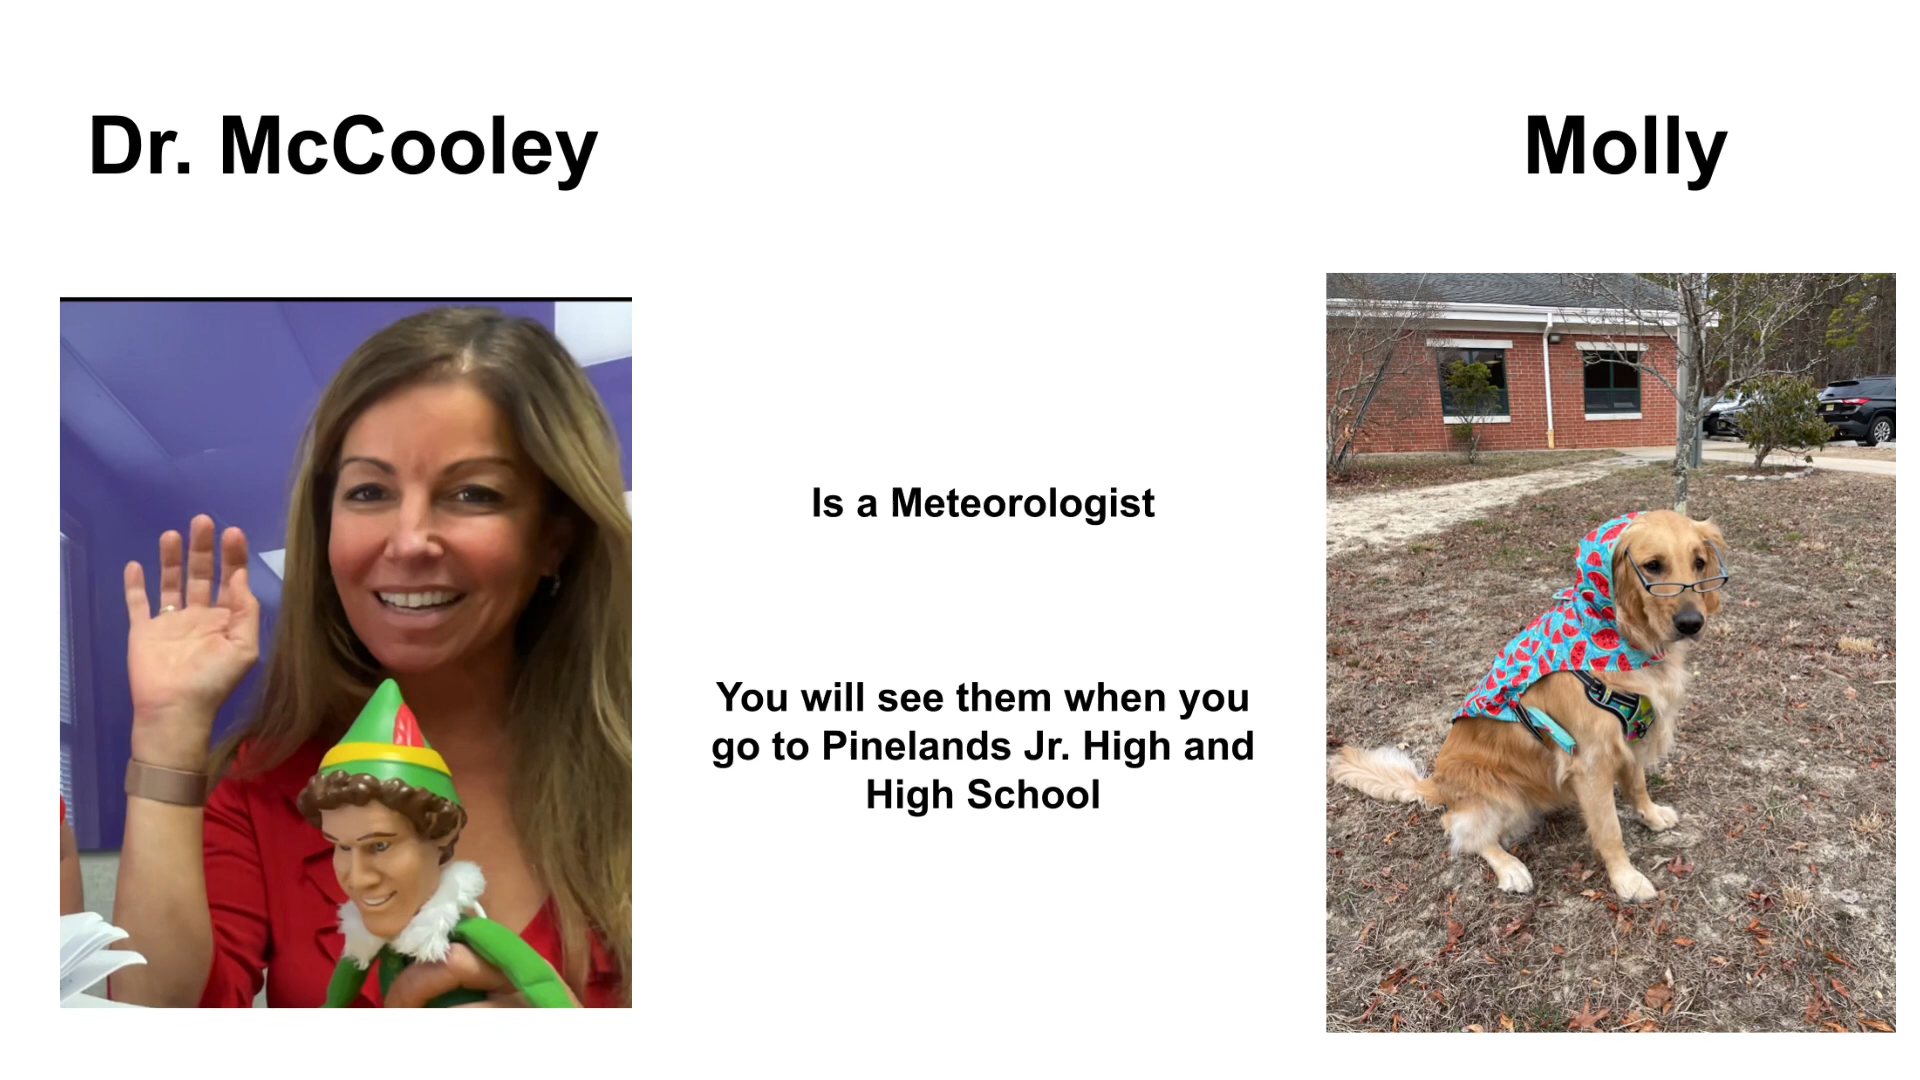 Dr. McCooley
Molly
Is a Meteorologist
You will see them when you
go to Pinelands Jr. High and
High School